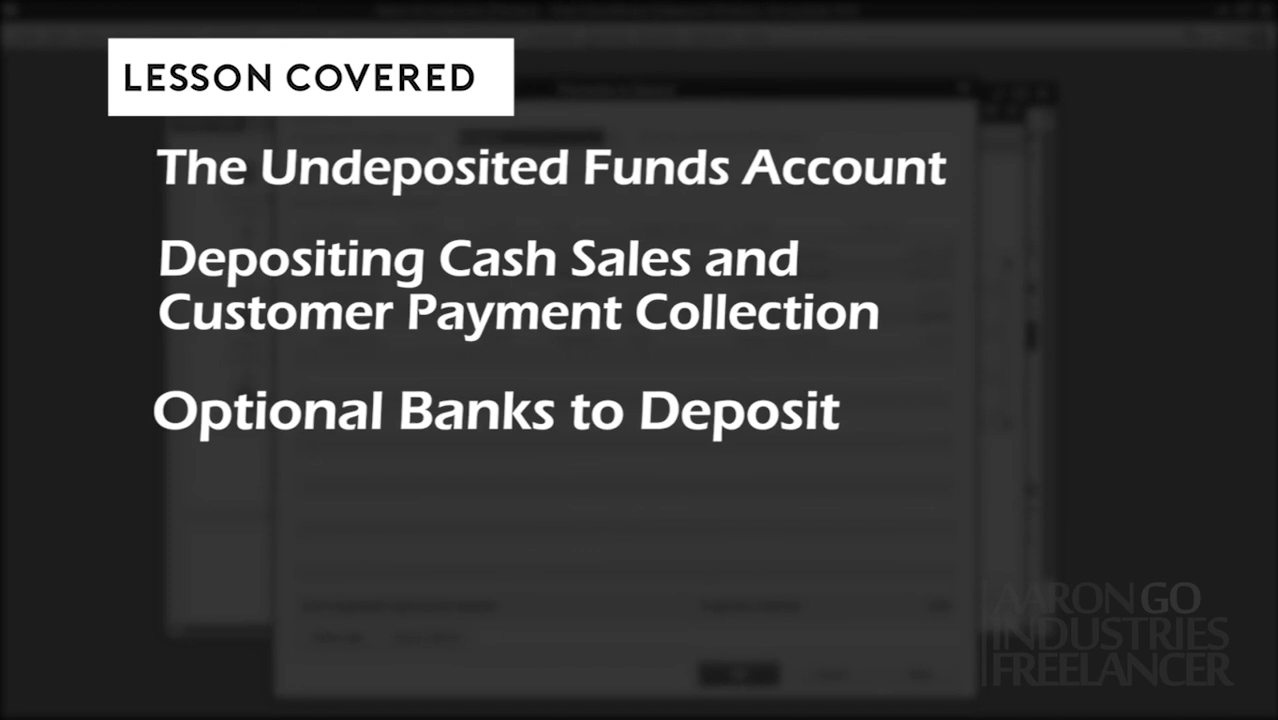 LESSON COVERED
The Undeposited Funds Account
Depositing Cash Sales and
Customer Payment Collection
Optional Banks to Deposit
AARON GO
INDUSTRIES
FREELANCER